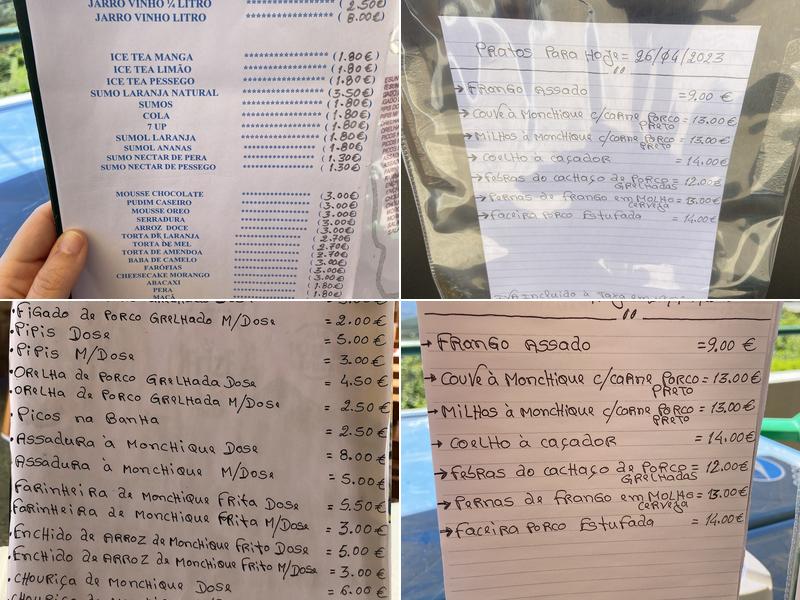 JARRO VINHO ½ LITRO ******************** ( 2.50€)
JARRO VINHO LITRO ******************** ( 8.00€)
ICE TEA MANGA ******************** (1.80€)
ICE TEA LIMÃO ******************** (1.80€)
ICE TEA PESSEGO ******************** (1.80€)
SUMO LARANJA NATURAL ******************** (3.50€)
SUMOS ******************** (1.80€)
COLA ******************** (1.80€)
7 UP ******************** (1.80€)
SUMOL LARANJA ******************** (1.80€)
SUMOL ANANAS ******************** (1.80€)
SUMO NECTAR DE PERA ******************** (1.30€)
SUMO NECTAR DE PESSEGO ******************** (1.30€)
MOUSSE CHOCOLATE (3.00€)
PUDIM CASEIRO (3.00€)
MOUSSE OREO (3.00€)
SERRADURA (3.00€)
ARROZ DOCE (3.00€)
TORTA DE LARANJA (2.70€)
TORTA DE MEL (2.70€)
TORTA DE AMENDOA (2.70€)
BABA DE CAMELO (3.00€)
FARÓFIAS (3.00€)
CHEESECAKE MORANGO (3.00€)
ABACAXI (1.80€)
PERA (1.80€)
MAÇÃ
PRATOS PARA HOJE = 26/04/2023
→ FRANGO ASSADO = 9.00 €
→ COUVE À MONCHIQUE C/CARNE PORCO PRETO = 13.00€
→ MILHOS À MONCHIQUE C/CARNE PORCO PRETO = 13.00€
→ COELHO À CAÇADOR = 14.00€
→ FEBRAS DO CACHAÇO DE PORCO GRELHADAS = 12.00€
→ PERNAS DE FRANGO EM MOLHO CERVEJA = 13.00€
→ FACEIRA PORCO ESTUFADA = 14.00€
IVA INCLUÍDO À TAXA EM
• FIGADO DE PORCO GRELHADO M/DOSE = 2.00 €
• PIPIS DOSE = 5.00 €
• PIPIS M/DOSE = 3.00 €
• ORELHA DE PORCO GRELHADA DOSE = 4.50 €
• ORELHA DE PORCO GRELHADA M/DOSE = 2.50 €
• PICOS NA BANHA = 2.50 €
• ASSADURA À MONCHIQUE DOSE = 8.00 €
• ASSADURA À MONCHIQUE M/DOSE = 5.00 €
• FARINHEIRA DE MONCHIQUE FRITA DOSE = 5.50 €
• FARINHEIRA DE MONCHIQUE FRITA M/DOSE = 3.00 €
• ENCHIDO DE ARROZ DE MONCHIQUE FRITO DOSE = 5.00 €
• ENCHIDO DE ARROZ DE MONCHIQUE FRITO M/DOSE = 3.00 €
• CHOURIÇA DE MONCHIQUE DOSE = 6.00 €
→ FRANGO ASSADO = 9.00 €
→ COUVE À MONCHIQUE C/CARNE PORCO PRETO = 13.00€
→ MILHOS À MONCHIQUE C/CARNE PORCO PRETO = 13.00€
→ COELHO À CAÇADOR = 14.00€
→ FEBRAS DO CACHAÇO DE PORCO GRELHADAS = 12.00€
→ PERNAS DE FRANGO EM MOLHO CERVEJA = 13.00€
→ FACEIRA PORCO ESTUFADA = 14.00€